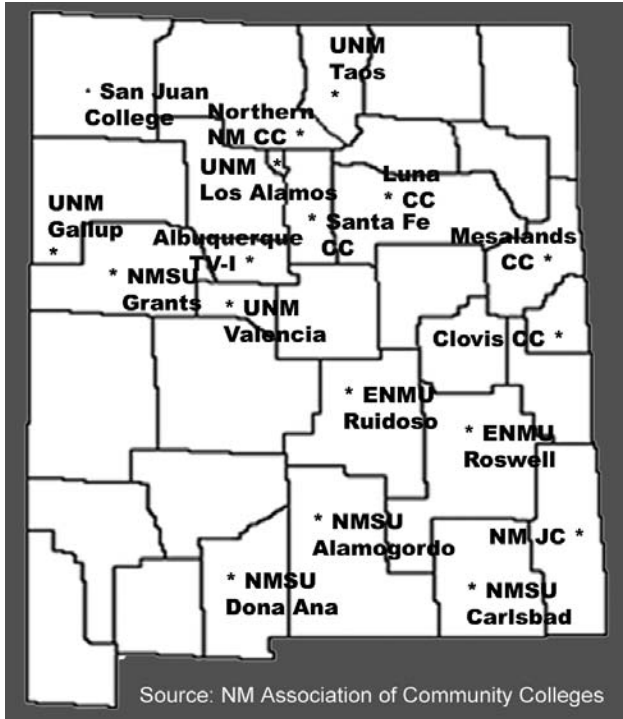 UNM
Taos
San Juan
College
Northern
NM CC *
UNM *
Los Alamos
Luna
* CC
UNM
Gallup
*
* Santa Fe
CC
Albuquerque
TV-I *
Mesalands
CC *
* NMSU
Grants
* UNM
Valencia
Clovis CC *
* ENMU
Ruidoso
* ENMU
Roswell
* NMSU
Alamogordo
NM JC *
* NMSU
Dona Ana
* NMSU
Carlsbad
Source: NM Association of Community Colleges